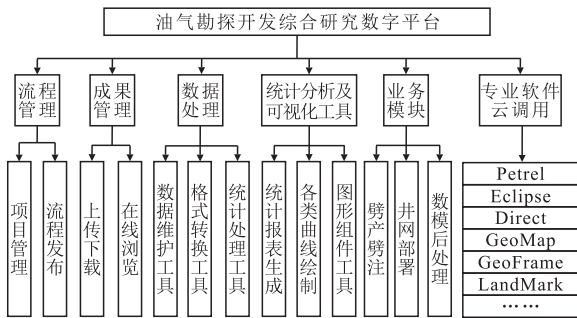 油气勘探开发综合研究数字平台
流程
管理
成果
管理
数据
处理
统计分析及
可视化工具
业务
模块
专业软件
云调用
项目管理
流程发布
上传下载
在线浏览
数据维护工具
格式转换工具
统计处理工具
统计报表生成
各类曲线绘制
图形组件工具
劈产劈注
井网部署
数模后处理
Petrel
Eclipse
Direct
GeoMap
GeoFrame
LandMark
……